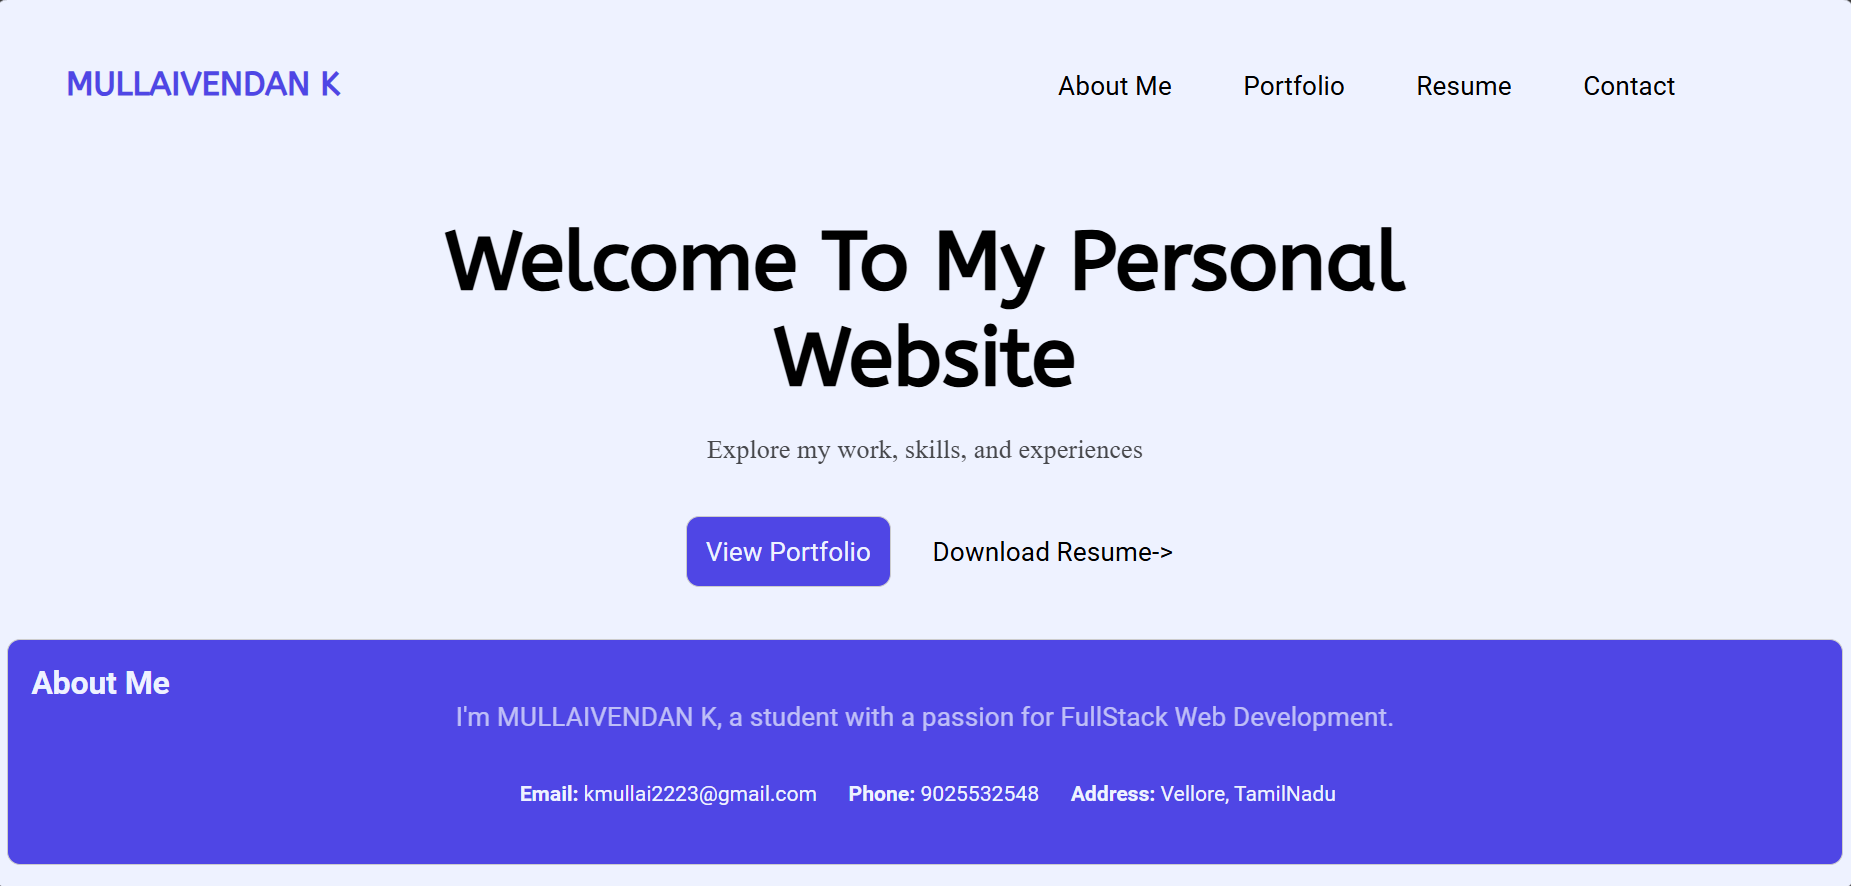 MULLAIVENDAN K
About Me Portfolio Resume Contact
Welcome To My Personal
Website
Explore my work, skills, and experiences
View Portfolio Download Resume->
About Me
I'm MULLAIVENDAN K, a student with a passion for FullStack Web Development.
Email: kmullai2223@gmail.com Phone: 9025532548 Address: Vellore, TamilNadu